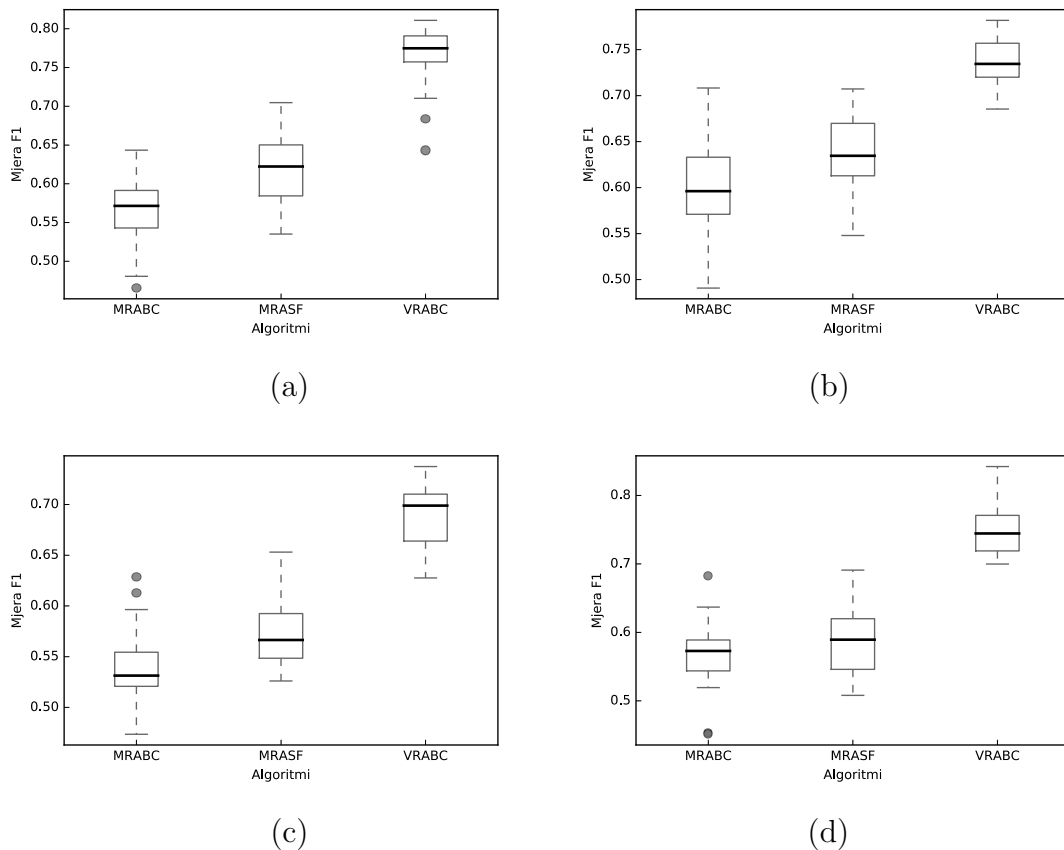 0.80
0.75
0.70
0.65
0.60
0.55
0.50
Mjera F1
MRABC MRASF VRABC
Algoritmi
(a)
0.75
0.70
0.65
0.60
0.55
0.50
Mjera F1
MRABC MRASF VRABC
Algoritmi
(b)
0.70
0.65
0.60
0.55
0.50
Mjera F1
MRABC MRASF VRABC
Algoritmi
(c)
0.8
0.7
0.6
0.5
Mjera F1
MRABC MRASF VRABC
Algoritmi
(d)